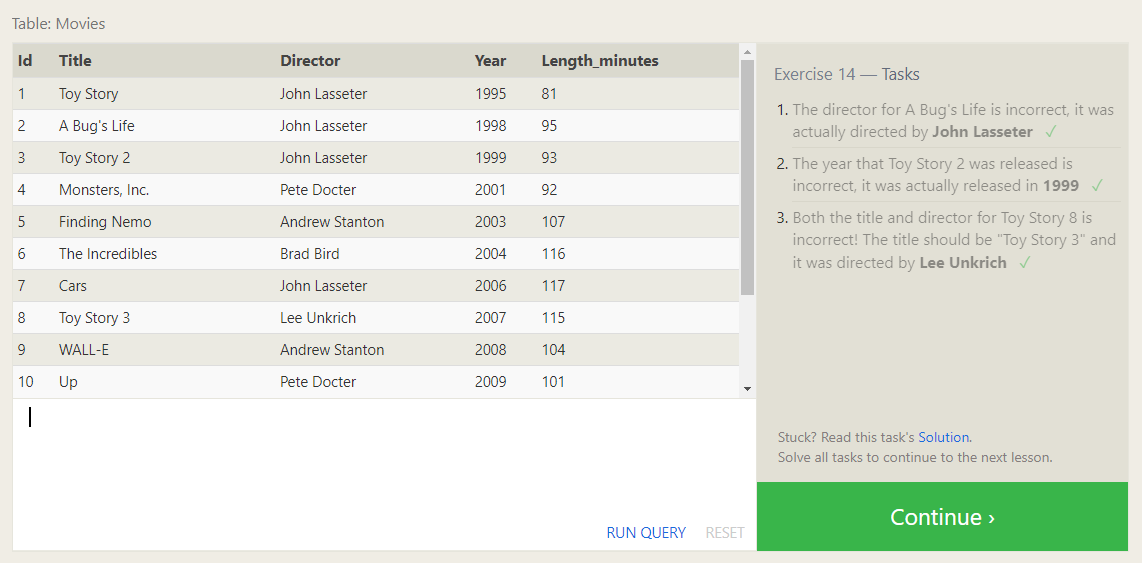 Table: Movies
Id Title Director Year Length_minutes
1 Toy Story John Lasseter 1995 81
2 A Bug's Life John Lasseter 1998 95
3 Toy Story 2 John Lasseter 1999 93
4 Monsters, Inc. Pete Docter 2001 92
5 Finding Nemo Andrew Stanton 2003 107
6 The Incredibles Brad Bird 2004 116
7 Cars John Lasseter 2006 117
8 Toy Story 3 Lee Unkrich 2007 115
9 WALL-E Andrew Stanton 2008 104
10 Up Pete Docter 2009 101
RUN QUERY RESET
Exercise 14 — Tasks
1. The director for A Bug's Life is incorrect, it was
actually directed by John Lasseter ✓
2. The year that Toy Story 2 was released is
incorrect, it was actually released in 1999 ✓
3. Both the title and director for Toy Story 8 is
incorrect! The title should be "Toy Story 3" and
it was directed by Lee Unkrich ✓
Stuck? Read this task's Solution.
Solve all tasks to continue to the next lesson.
Continue ›